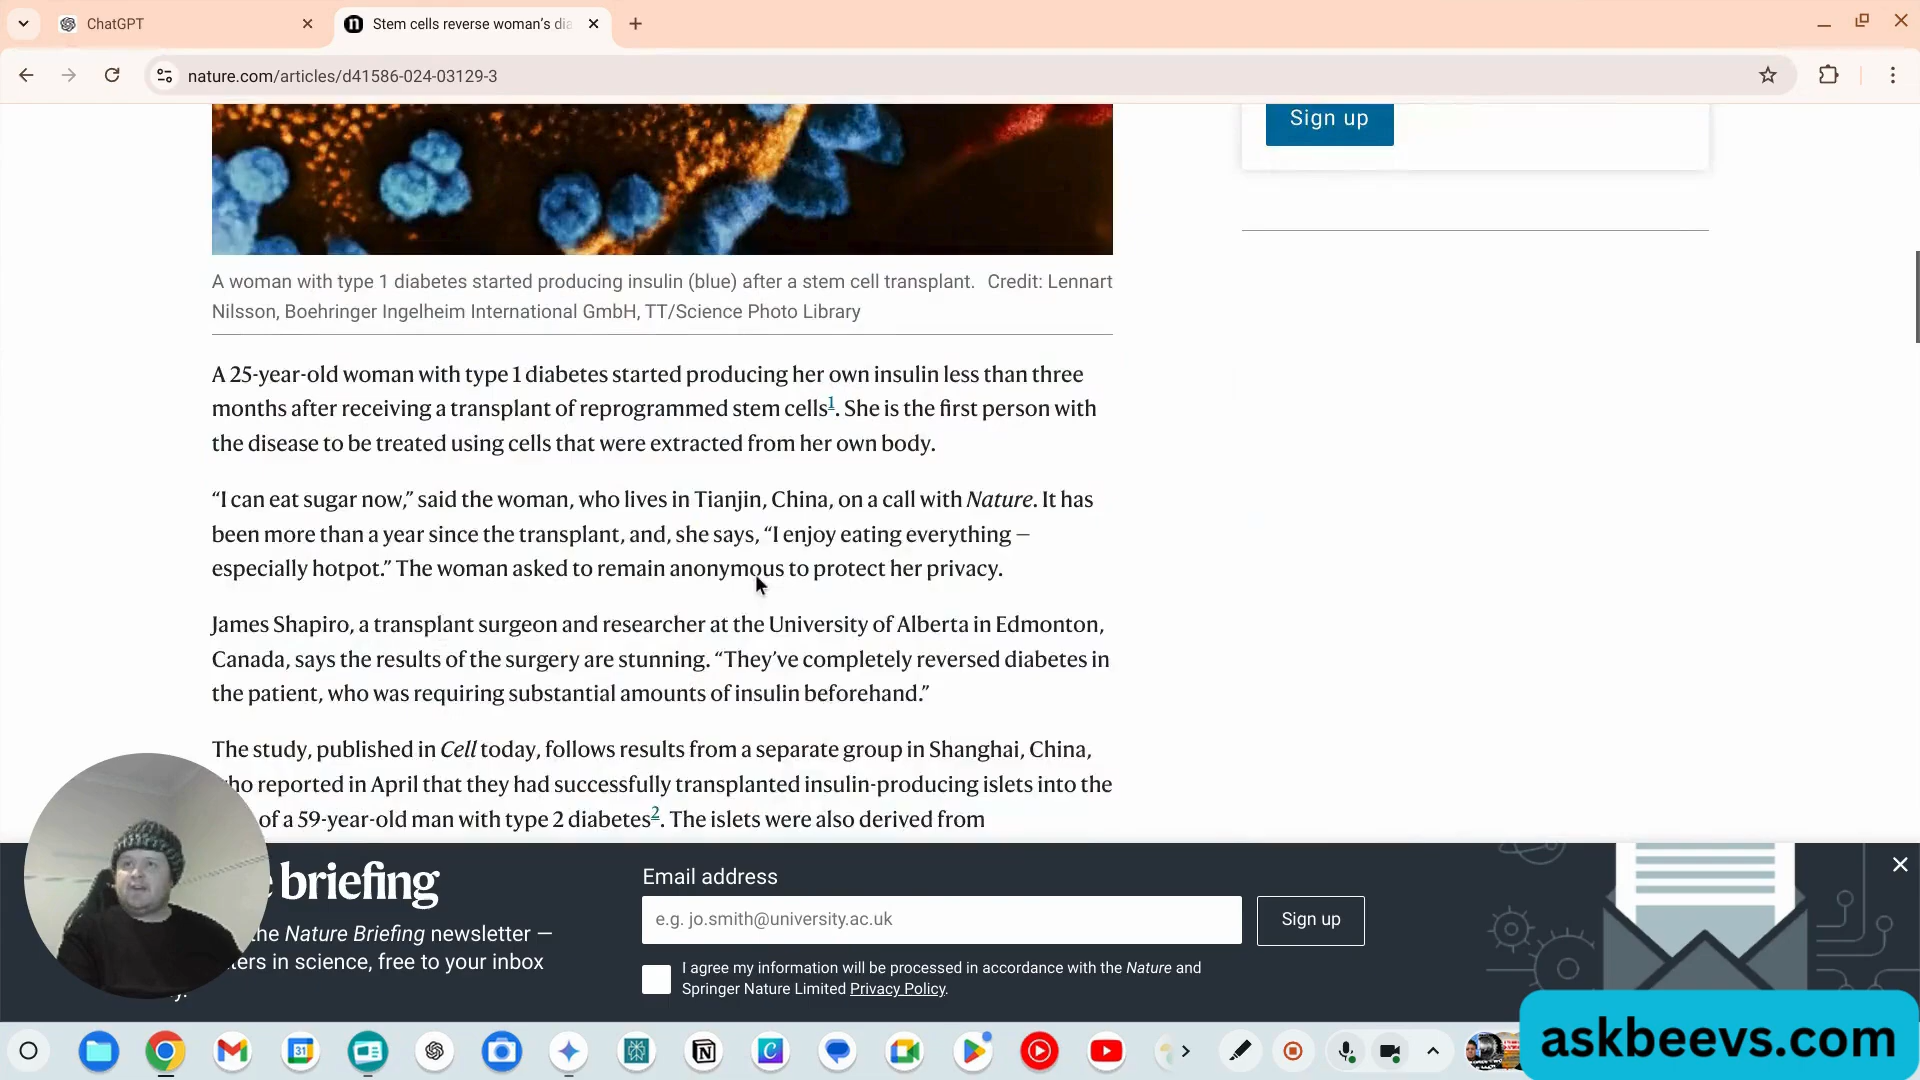 ChatGPT
Stem cells reverse woman's dia
nature.com/articles/d41586-024-03129-3
Sign up
A woman with type 1 diabetes started producing insulin (blue) after a stem cell transplant. Credit: Lennart
Nilsson, Boehringer Ingelheim International GmbH, TT/Science Photo Library
A 25-year-old woman with type 1 diabetes started producing her own insulin less than three
months after receiving a transplant of reprogrammed stem cells1. She is the first person with
the disease to be treated using cells that were extracted from her own body.
“I can eat sugar now,” said the woman, who lives in Tianjin, China, on a call with Nature. It has
been more than a year since the transplant, and, she says, “I enjoy eating everything —
especially hotpot.” The woman asked to remain anonymous to protect her privacy.
James Shapiro, a transplant surgeon and researcher at the University of Alberta in Edmonton,
Canada, says the results of the surgery are stunning. “They’ve completely reversed diabetes in
the patient, who was requiring substantial amounts of insulin beforehand.”
The study, published in Cell today, follows results from a separate group in Shanghai, China,
who reported in April that they had successfully transplanted insulin-producing islets into the
of a 59-year-old man with type 2 diabetes2. The islets were also derived from
briefing
the Nature Briefing newsletter —
ters in science, free to your inbox
y.
Email address
e.g. jo.smith@university.ac.uk
Sign up
I agree my information will be processed in accordance with the Nature and
Springer Nature Limited Privacy Policy.
askbeevs.com